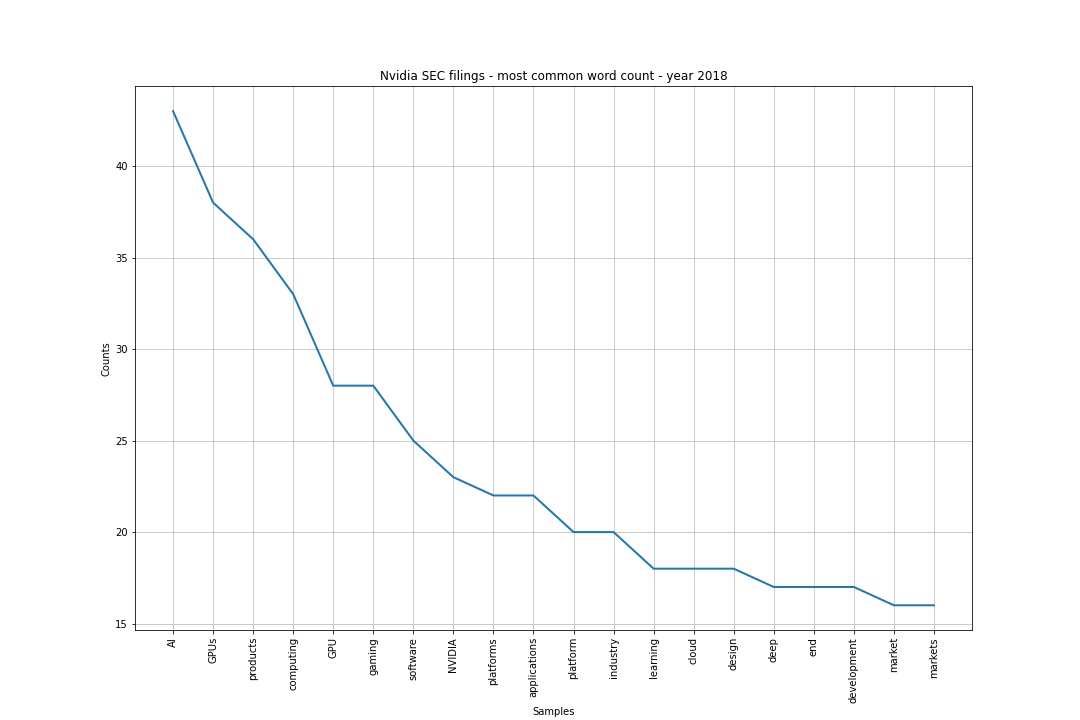 Nvidia SEC filings - most common word count - year 2018
Counts
40
35
30
25
20
15
AI
GPUs
products
computing
GPU
gaming
software
NVIDIA
platforms
applications
platform
industry
learning
cloud
design
deep
end
development
market
markets
Samples